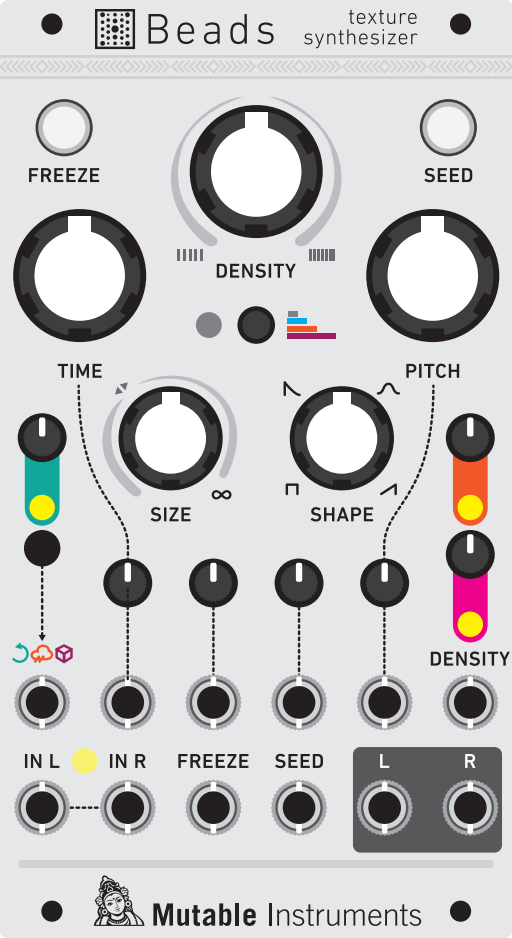 Beads
texture
synthesizer
FREEZE
SEED
DENSITY
TIME
PITCH
∞
SIZE
SHAPE
DENSITY
IN L
IN R
FREEZE
SEED
L
R
Mutable Instruments